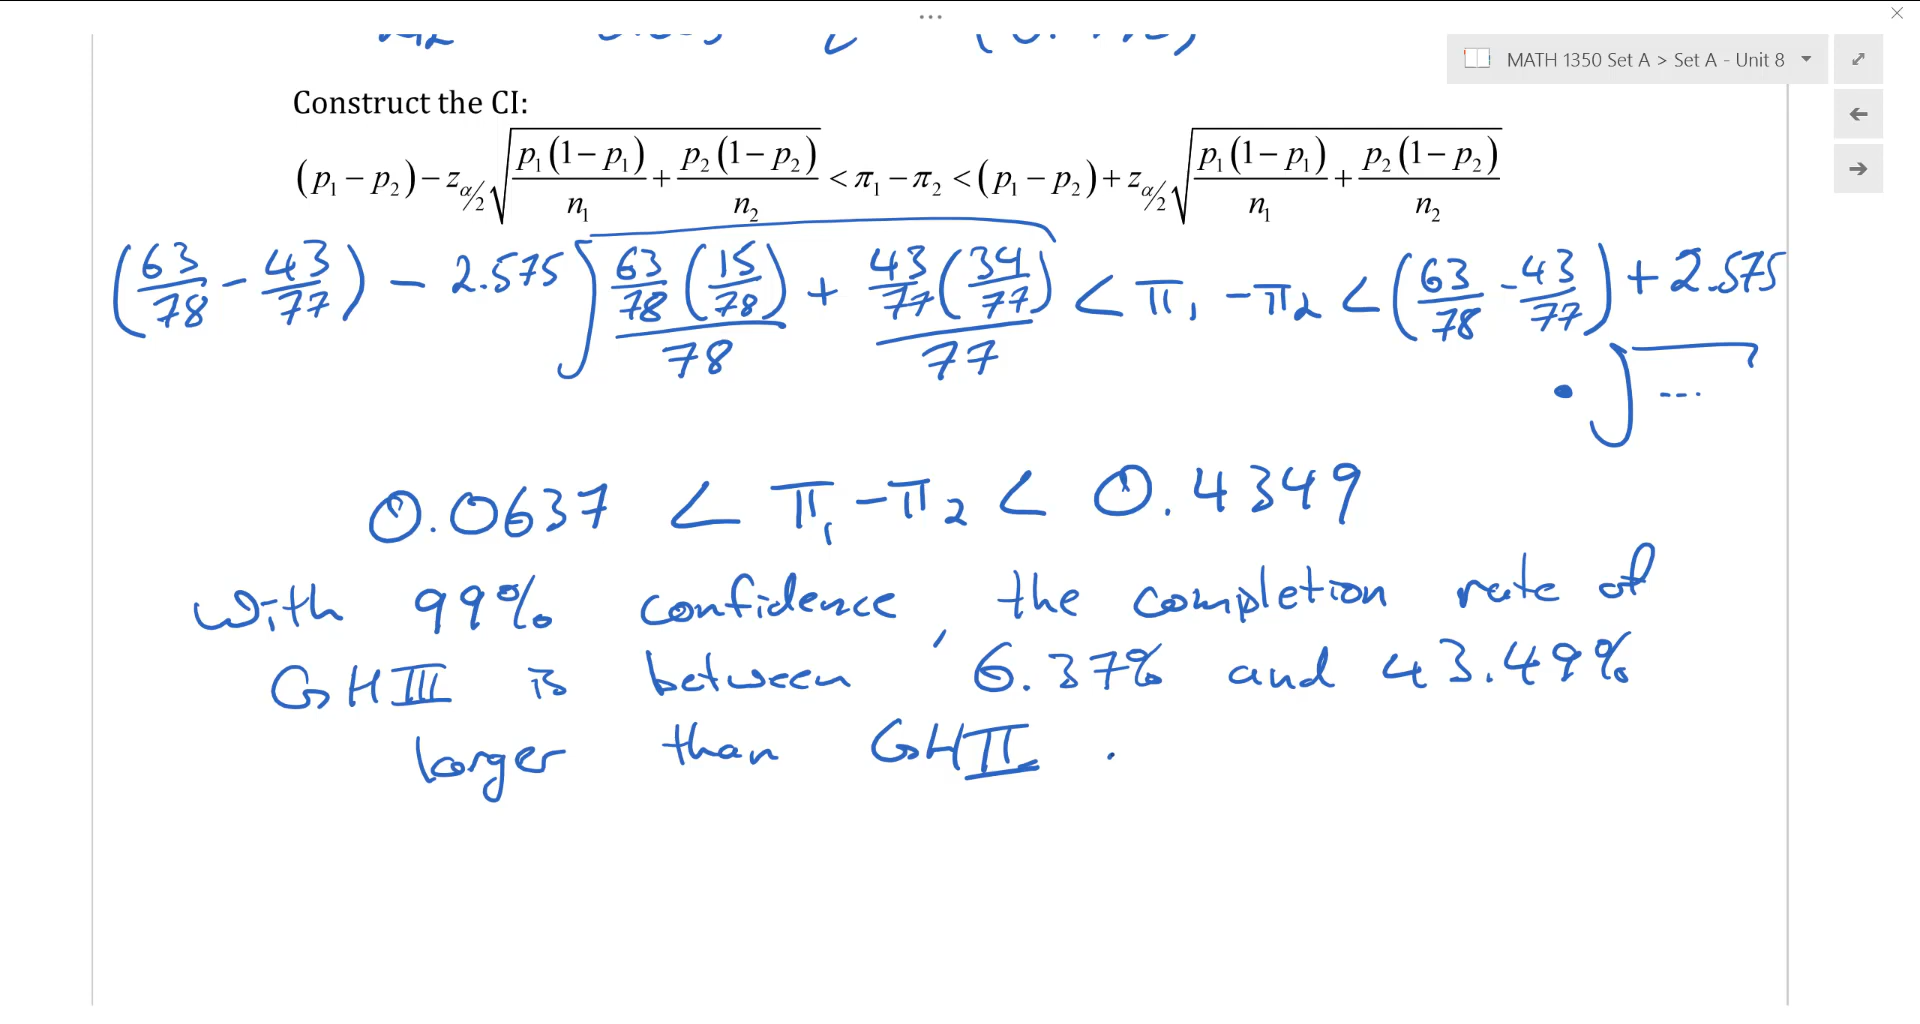 MATH 1350 Set A > Set A - Unit 8
Construct the CI:
(p₁ − p₂) − z_{α/2} √( p₁(1 − p₁)/n₁ + p₂(1 − p₂)/n₂ ) < π₁ − π₂ < (p₁ − p₂) + z_{α/2} √( p₁(1 − p₁)/n₁ + p₂(1 − p₂)/n₂ )
(63/78 - 43/77) - 2.575 √( 63/78 (15/78)/78 + 43/77 (34/77)/77 ) < π₁ - π₂ < (63/78 - 43/77) + 2.575
• √ ...
0.0637 < π₁ - π₂ < 0.4349
with 99% confidence, the completion rate of
GH III is between 6.37% and 43.49%
larger than GH II.